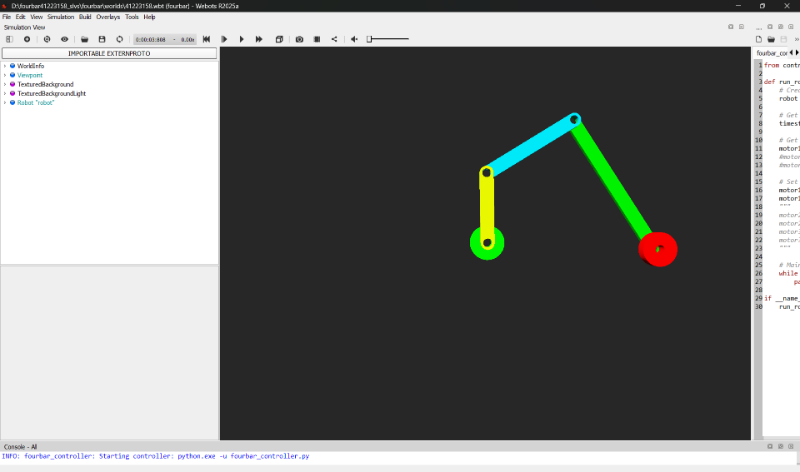 D:\fourbar41223158_slvs\fourbar\worlds\41223158.wbt (fourbar) - Webots R2025a
File Edit View Simulation Build Overlays Tools Help
Simulation View
0:00:03:808 - 0.00x
IMPORTABLE EXTERNPROTO
WorldInfo
Viewpoint
TexturedBackground
TexturedBackgroundLight
Robot "robot"
fourbar_cor
1 from contr
2
3 def run_ro
4 # Crea
5 robot
6
7 # Get
8 timest
9
10 # Get
11 motor1
12 #motor
13 #motor
14
15 # Set
16 motor1
17 motor1
18 """
19 motor2
20 motor2
21 motor3
22 motor3
23 """
24
25 # Main
26 while
27 pa
28
29 if __name_
30 run_ro
Console - All
INFO: fourbar_controller: Starting controller: python.exe -u fourbar_controller.py